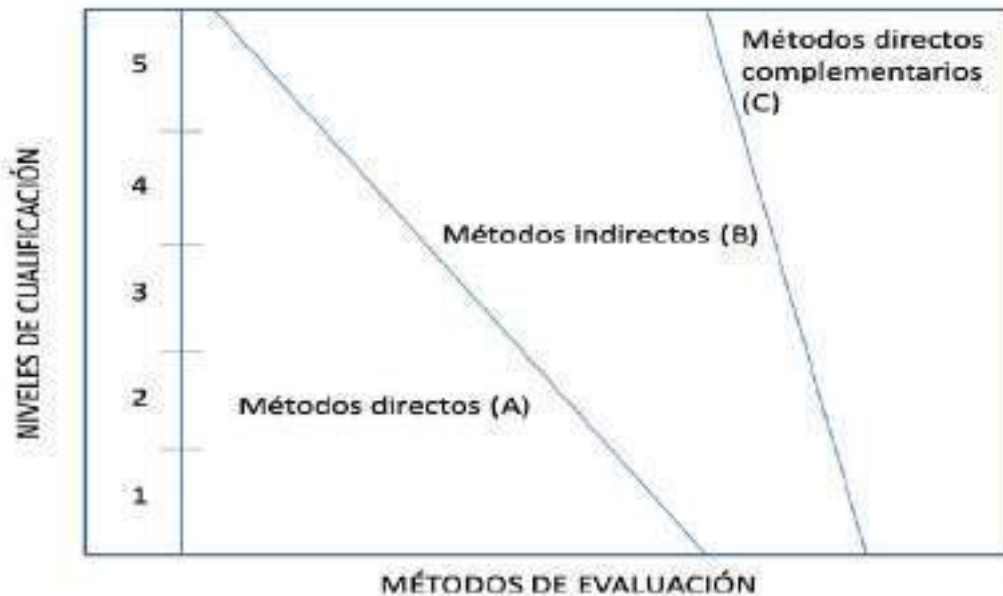 NIVELES DE CUALIFICACIÓN
5
4
3
2
1
Métodos directos
complementarios
(C)
Métodos indirectos (B)
Métodos directos (A)
MÉTODOS DE EVALUACIÓN